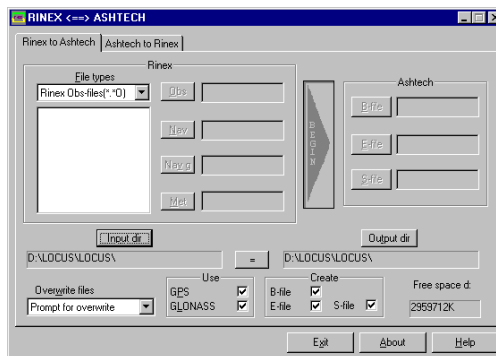 RINEX <==> ASHTECH
Rinex to Ashtech
Ashtech to Rinex
Rinex
File types
Rinex Obs-files(*.*O)
Obs
Nav
Nav g
Met
BEGIN
Ashtech
B-file
E-file
S-file
Input dir
Output dir
D:\LOCUS\LOCUS\
=
D:\LOCUS\LOCUS\
Overwrite files
Prompt for overwrite
Use
GPS
GLONASS
Create
B-file
E-file
S-file
Free space d:
2959712K
Exit
About
Help